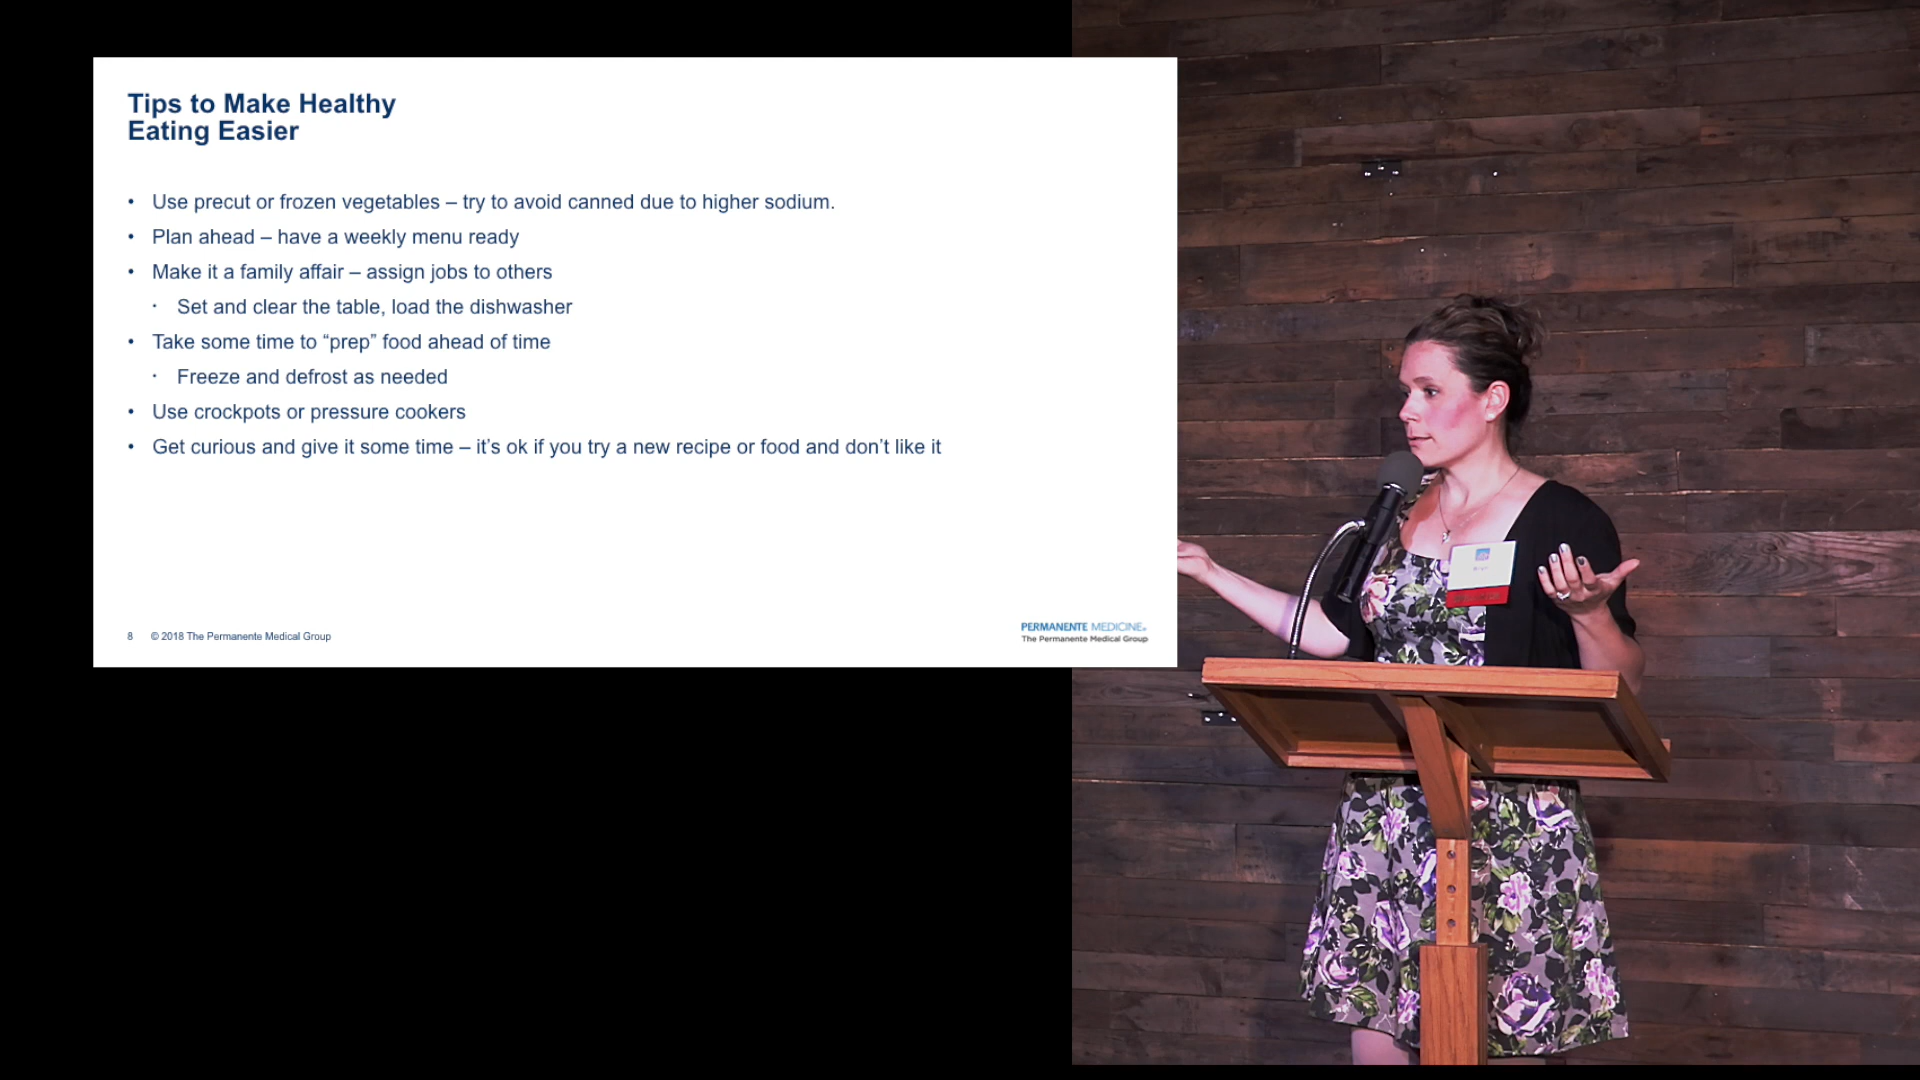 Tips to Make Healthy
Eating Easier
• Use precut or frozen vegetables – try to avoid canned due to higher sodium.
• Plan ahead – have a weekly menu ready
• Make it a family affair – assign jobs to others
· Set and clear the table, load the dishwasher
• Take some time to “prep” food ahead of time
· Freeze and defrost as needed
• Use crockpots or pressure cookers
• Get curious and give it some time – it’s ok if you try a new recipe or food and don’t like it
8 © 2018 The Permanente Medical Group
PERMANENTE MEDICINE®
The Permanente Medical Group